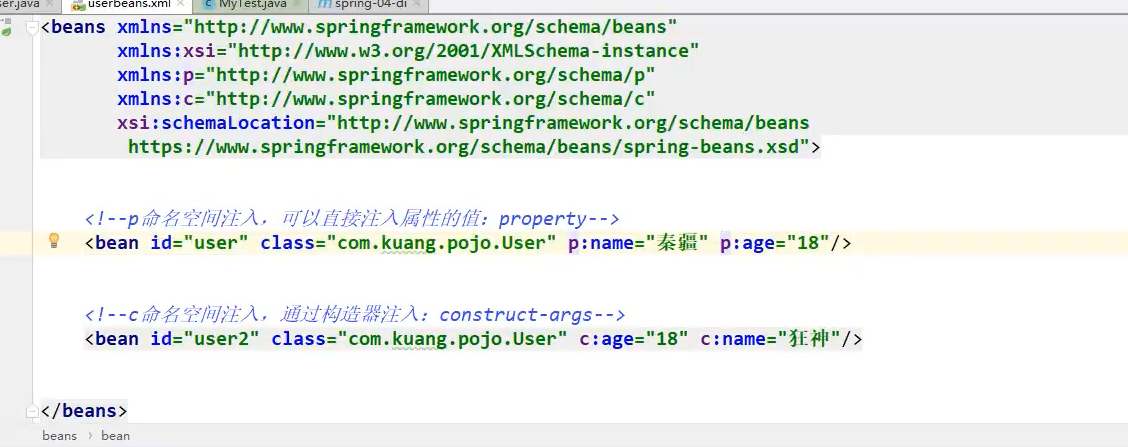 ser.java
userbeans.xml
MyTest.java
spring-04-di
<beans xmlns="http://www.springframework.org/schema/beans"
xmlns:xsi="http://www.w3.org/2001/XMLSchema-instance"
xmlns:p="http://www.springframework.org/schema/p"
xmlns:c="http://www.springframework.org/schema/c"
xsi:schemaLocation="http://www.springframework.org/schema/beans
https://www.springframework.org/schema/beans/spring-beans.xsd">
<!--p命名空间注入，可以直接注入属性的值：property-->
<bean id="user" class="com.kuang.pojo.User" p:name="秦疆" p:age="18"/>
<!--c命名空间注入，通过构造器注入：construct-args-->
<bean id="user2" class="com.kuang.pojo.User" c:age="18" c:name="狂神"/>
</beans>
beans › bean